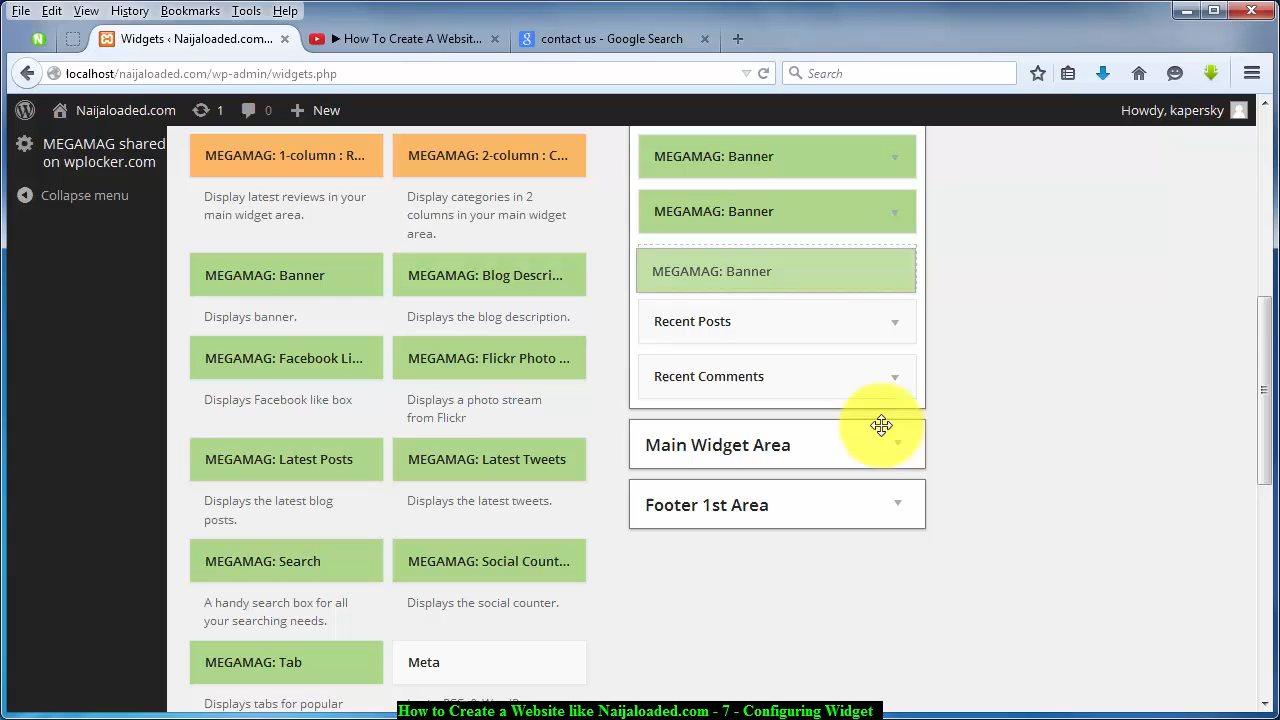 File Edit View History Bookmarks Tools Help
Widgets ‹ Naijaloaded.com...
▶ How To Create A Websit...
contact us - Google Search
localhost/naijaloaded.com/wp-admin/widgets.php
Search
Naijaloaded.com 1 0 New
Howdy, kapersky
MEGAMAG shared
on wplocker.com
Collapse menu
MEGAMAG: 1-column : R...
Display latest reviews in your
main widget area.
MEGAMAG: 2-column : C...
Display categories in 2
columns in your main widget
area.
MEGAMAG: Banner
Displays banner.
MEGAMAG: Blog Descri...
Displays the blog description.
MEGAMAG: Facebook Li...
Displays Facebook like box
MEGAMAG: Flickr Photo ...
Displays a photo stream
from Flickr
MEGAMAG: Latest Posts
Displays the latest blog
posts.
MEGAMAG: Latest Tweets
Displays the latest tweets.
MEGAMAG: Search
A handy search box for all
your searching needs.
MEGAMAG: Social Count...
Displays the social counter.
MEGAMAG: Tab
Displays tabs for popular
Meta
MEGAMAG: Banner
MEGAMAG: Banner
MEGAMAG: Banner
Recent Posts
Recent Comments
Main Widget Area
Footer 1st Area
How to Create a Website like Naijaloaded.com - 7 - Configuring Widget